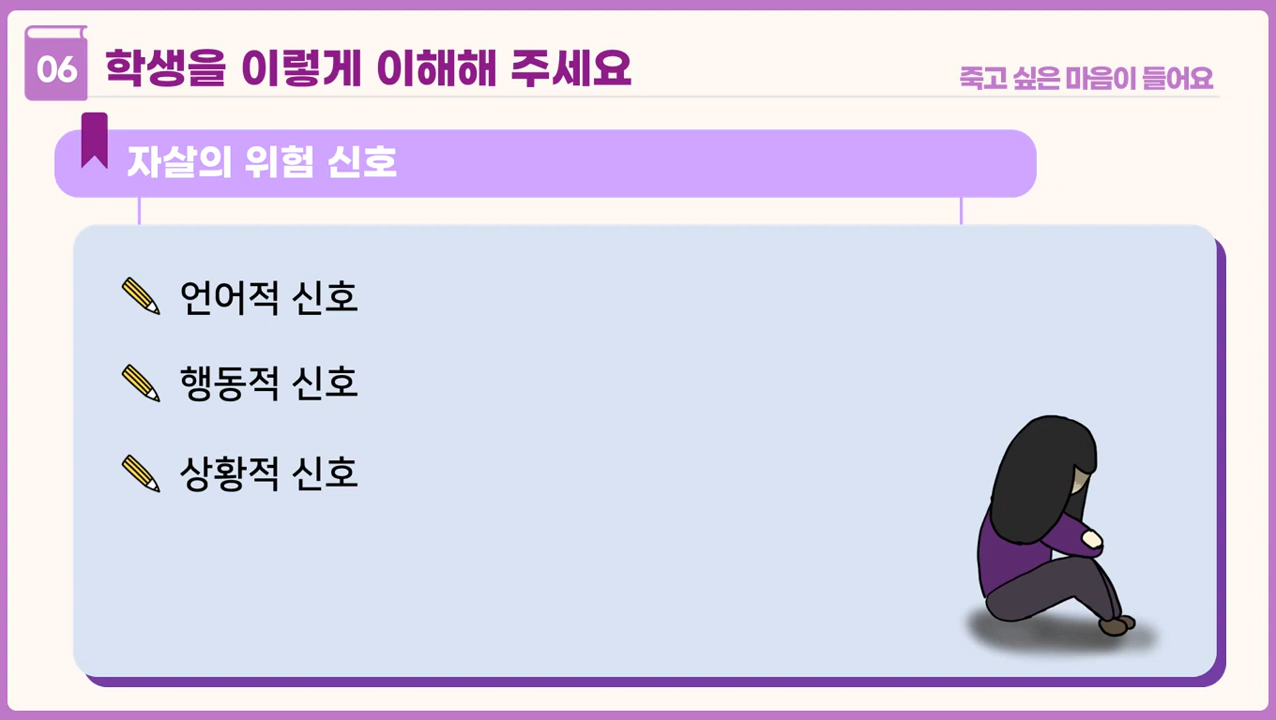 06 학생을 이렇게 이해해 주세요
죽고 싶은 마음이 들어요
자살의 위험 신호
언어적 신호
행동적 신호
상황적 신호